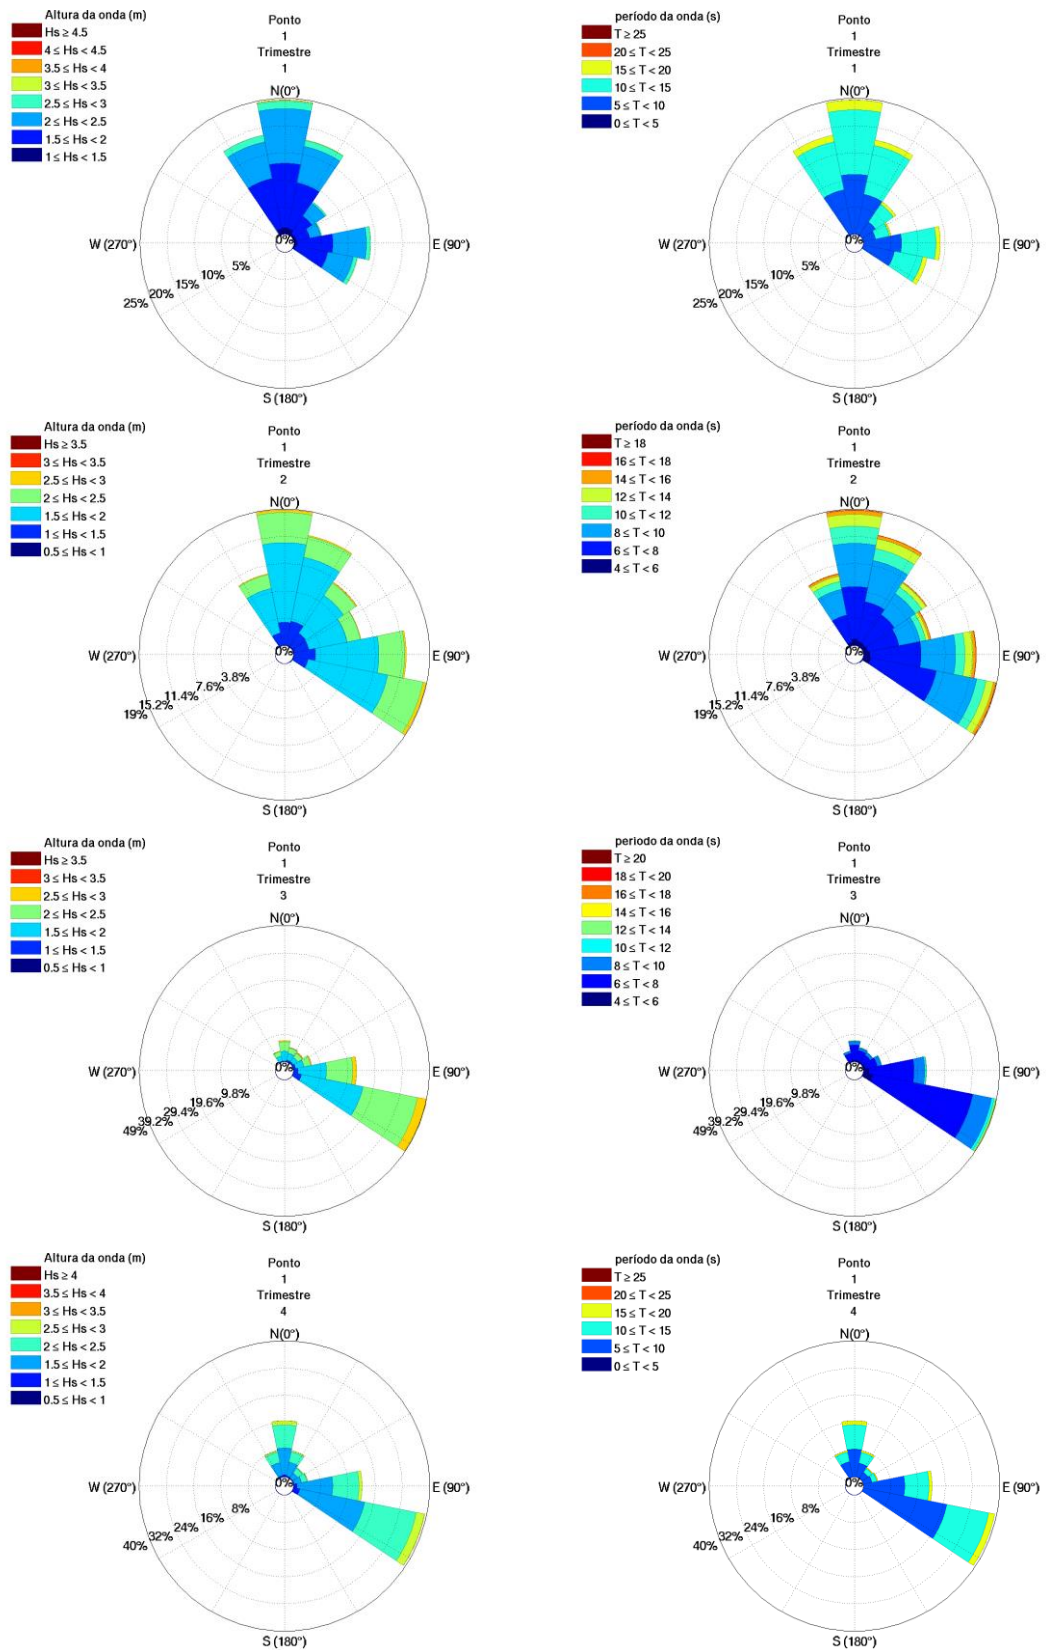 Altura da onda (m)
Hs ≥ 4.5
4 ≤ Hs < 4.5
3.5 ≤ Hs < 4
3 ≤ Hs < 3.5
2.5 ≤ Hs < 3
2 ≤ Hs < 2.5
1.5 ≤ Hs < 2
1 ≤ Hs < 1.5
Ponto
1
Trimestre
1
N(0°)
W (270°)
E (90°)
S (180°)
0%
5%
10%
15%
20%
25%
período da onda (s)
T ≥ 25
20 ≤ T < 25
15 ≤ T < 20
10 ≤ T < 15
5 ≤ T < 10
0 ≤ T < 5
Ponto
1
Trimestre
1
N(0°)
W (270°)
E (90°)
S (180°)
0%
5%
10%
15%
20%
25%
Altura da onda (m)
Hs ≥ 3.5
3 ≤ Hs < 3.5
2.5 ≤ Hs < 3
2 ≤ Hs < 2.5
1.5 ≤ Hs < 2
1 ≤ Hs < 1.5
0.5 ≤ Hs < 1
Ponto
1
Trimestre
2
N(0°)
W (270°)
E (90°)
S (180°)
0%
3.8%
7.6%
11.4%
15.2%
19%
período da onda (s)
T ≥ 18
16 ≤ T < 18
14 ≤ T < 16
12 ≤ T < 14
10 ≤ T < 12
8 ≤ T < 10
6 ≤ T < 8
4 ≤ T < 6
Ponto
1
Trimestre
2
N(0°)
W (270°)
E (90°)
S (180°)
0%
3.8%
7.6%
11.4%
15.2%
19%
Altura da onda (m)
Hs ≥ 3.5
3 ≤ Hs < 3.5
2.5 ≤ Hs < 3
2 ≤ Hs < 2.5
1.5 ≤ Hs < 2
1 ≤ Hs < 1.5
0.5 ≤ Hs < 1
Ponto
1
Trimestre
3
N(0°)
W (270°)
E (90°)
S (180°)
0%
9.8%
19.6%
29.4%
39.2%
49%
período da onda (s)
T ≥ 20
18 ≤ T < 20
16 ≤ T < 18
14 ≤ T < 16
12 ≤ T < 14
10 ≤ T < 12
8 ≤ T < 10
6 ≤ T < 8
4 ≤ T < 6
Ponto
1
Trimestre
3
N(0°)
W (270°)
E (90°)
S (180°)
0%
9.8%
19.6%
29.4%
39.2%
49%
Altura da onda (m)
Hs ≥ 4
3.5 ≤ Hs < 4
3 ≤ Hs < 3.5
2.5 ≤ Hs < 3
2 ≤ Hs < 2.5
1.5 ≤ Hs < 2
1 ≤ Hs < 1.5
0.5 ≤ Hs < 1
Ponto
1
Trimestre
4
N(0°)
W (270°)
E (90°)
S (180°)
0%
8%
16%
24%
32%
40%
período da onda (s)
T ≥ 25
20 ≤ T < 25
15 ≤ T < 20
10 ≤ T < 15
5 ≤ T < 10
0 ≤ T < 5
Ponto
1
Trimestre
4
N(0°)
W (270°)
E (90°)
S (180°)
0%
8%
16%
24%
32%
40%